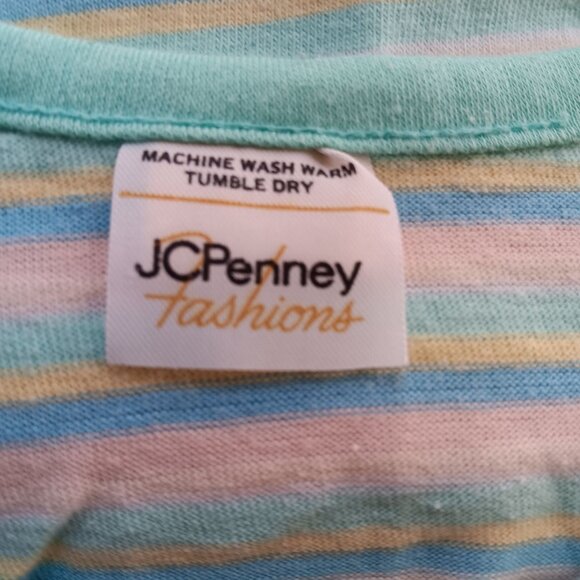 MACHINE WASH WARM
TUMBLE DRY
JCPenney
Fashions